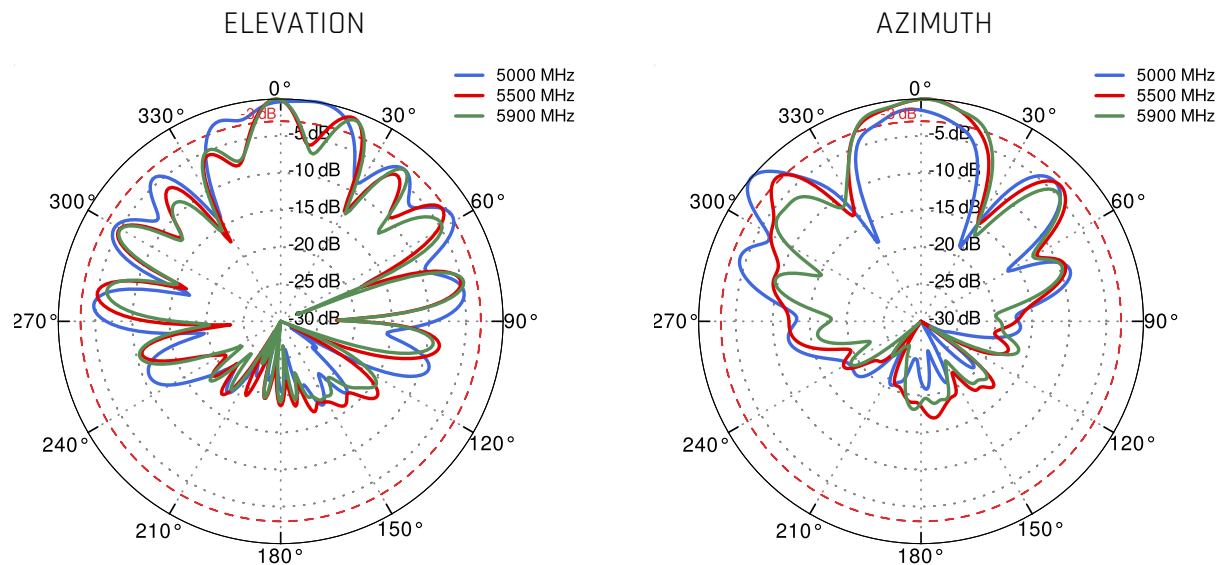 ELEVATION
5000 MHz
5500 MHz
5900 MHz
0°
330°
30°
-3 dB
-5 dB
-10 dB
300°
60°
-15 dB
-20 dB
-25 dB
270°
-30 dB
90°
240°
120°
210°
150°
180°
AZIMUTH
5000 MHz
5500 MHz
5900 MHz
0°
330°
30°
-3 dB
-5 dB
-10 dB
300°
60°
-15 dB
-20 dB
-25 dB
270°
-30 dB
90°
240°
120°
210°
150°
180°